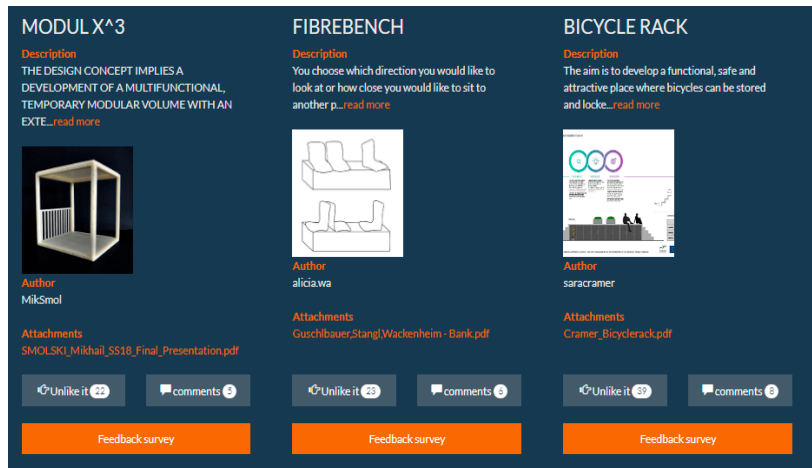 MODUL X^3
Description
THE DESIGN CONCEPT IMPLIES A
DEVELOPMENT OF A MULTIFUNCTIONAL,
TEMPORARY MODULAR VOLUME WITH AN
EXTE...read more
Author
MikSmol
Attachments
SMOLSKI_Mikhail_SS18_Final_Presentation.pdf
Unlike it 22
comments 5
Feedback survey
FIBREBENCH
Description
You choose which direction you would like to
look at or how close you would like to sit to
another p...read more
Author
alicia.wa
Attachments
Guschlbauer,Stangl,Wackenheim - Bank.pdf
Unlike it 23
comments 6
Feedback survey
BICYCLE RACK
Description
The aim is to develop a functional, safe and
attractive place where bicycles can be stored
and locke...read more
Author
saracramer
Attachments
Cramer_Bicyclerack.pdf
Unlike it 39
comments 8
Feedback survey